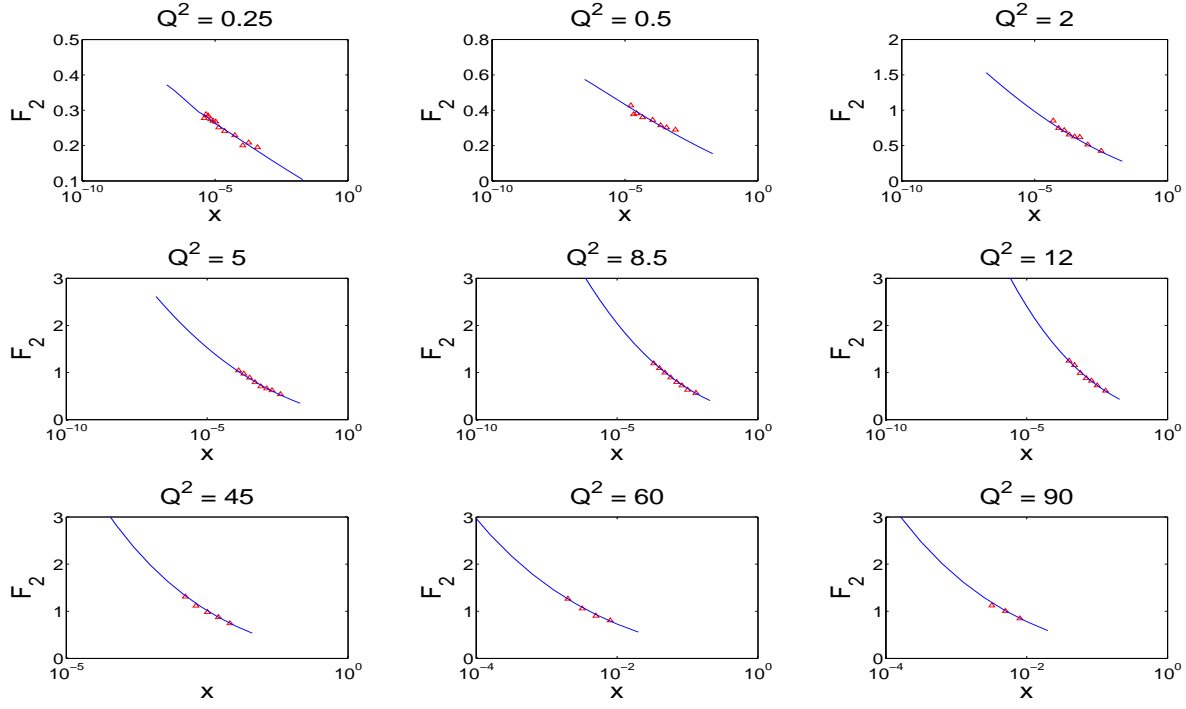 Q² = 0.25
0.5
0.4
0.3
0.2
0.1
F₂
10⁻¹⁰
10⁻⁵
10⁰
x
Q² = 0.5
0.8
0.6
0.4
0.2
0
F₂
10⁻¹⁰
10⁻⁵
10⁰
x
Q² = 2
2
1.5
1
0.5
0
F₂
10⁻¹⁰
10⁻⁵
10⁰
x
Q² = 5
3
2
1
0
F₂
10⁻¹⁰
10⁻⁵
10⁰
x
Q² = 8.5
3
2
1
0
F₂
10⁻¹⁰
10⁻⁵
10⁰
x
Q² = 12
3
2
1
0
F₂
10⁻¹⁰
10⁻⁵
10⁰
x
Q² = 45
3
2
1
0
F₂
10⁻⁵
10⁰
x
Q² = 60
3
2
1
0
F₂
10⁻⁴
10⁻²
10⁰
x
Q² = 90
3
2
1
0
F₂
10⁻⁴
10⁻²
10⁰
x